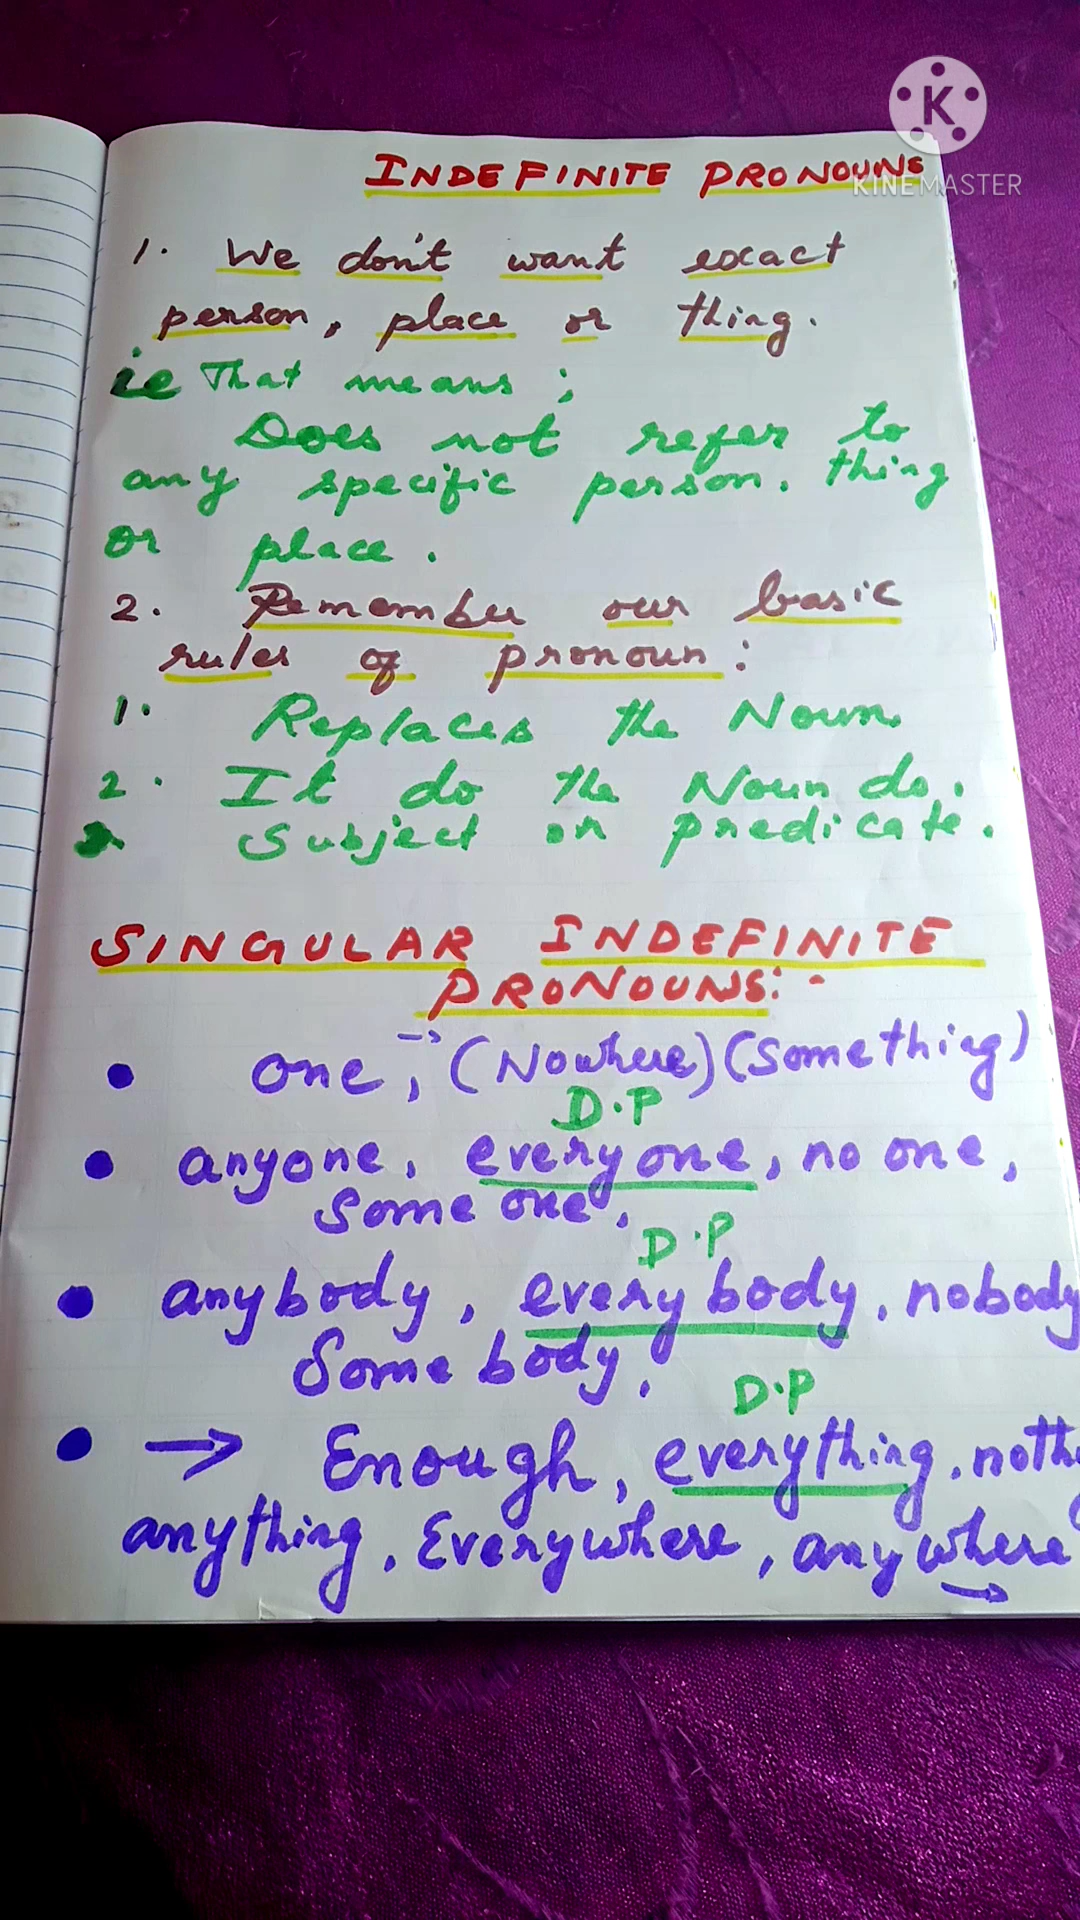 K
KINEMASTER
INDEFINITE PRONOUNS
1. We don't want exact
person, place or thing.
ie That means ;
Does not refer to
any specific person, thing
or place.
2. Remember our basic
rules of pronoun :
1. Replaces the Noun
2. It do the Noun do.
Subject or predicate.
SINGULAR INDEFINITE
PRONOUNS:-
• one, → (Nowhere) (Something)
D.P
• anyone, everyone, no one,
some one.
D.P
• anybody, everybody, nobody
Some body.
D.P
• → Enough, everything, noth
anything, Everywhere, anywhere
→